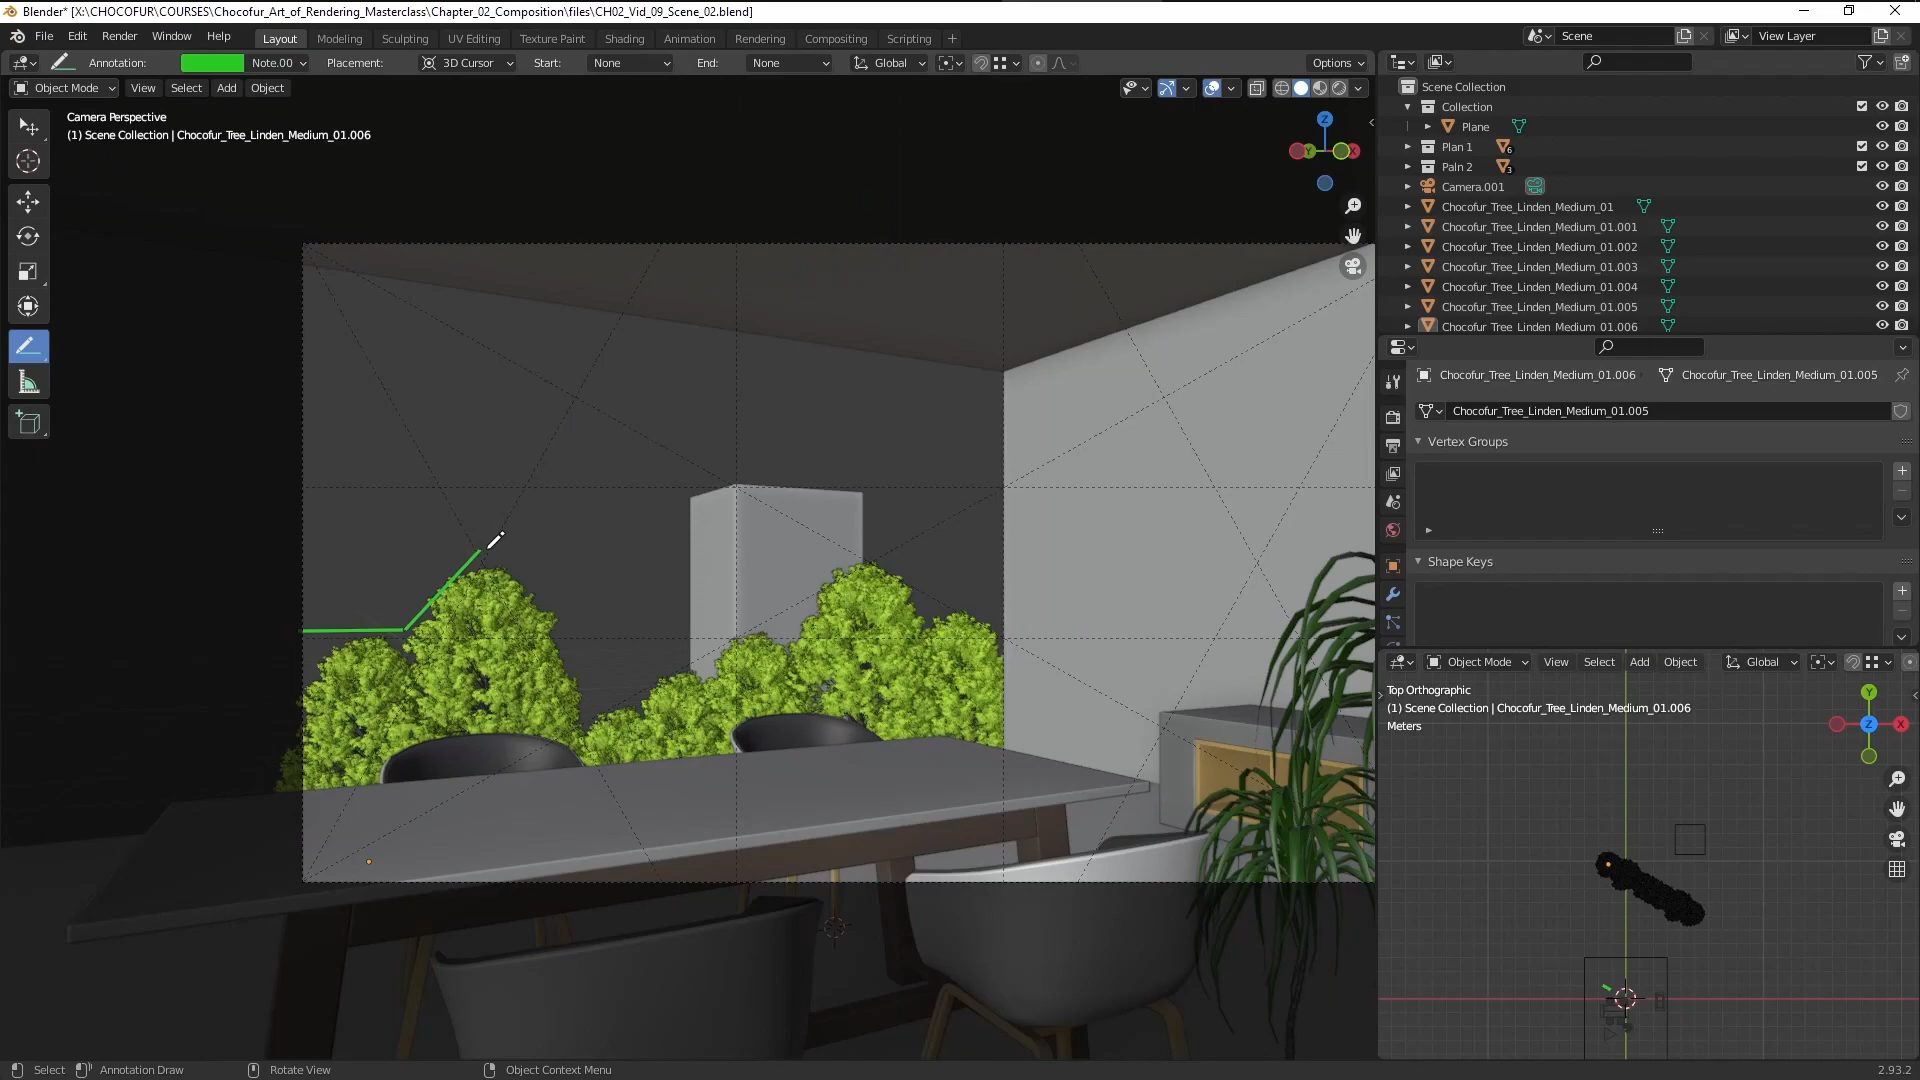 Blender* [X:\CHOCOFUR\COURSES\Chocofur_Art_of_Rendering_Masterclass\Chapter_02_Composition\files\CH02_Vid_09_Scene_02.blend]
File Edit Render Window Help Layout Modeling Sculpting UV Editing Texture Paint Shading Animation Rendering Compositing Scripting + Scene View Layer
Annotation: Note.00 Placement: 3D Cursor Start: None End: None Global Options
Object Mode View Select Add Object
Camera Perspective
(1) Scene Collection | Chocofur_Tree_Linden_Medium_01.006
Z
Y X
Scene Collection
Collection
Plane
Plan 1 6
Paln 2 3
Camera.001
Chocofur_Tree_Linden_Medium_01
Chocofur_Tree_Linden_Medium_01.001
Chocofur_Tree_Linden_Medium_01.002
Chocofur_Tree_Linden_Medium_01.003
Chocofur_Tree_Linden_Medium_01.004
Chocofur_Tree_Linden_Medium_01.005
Chocofur_Tree_Linden_Medium_01.006
Chocofur_Tree_Linden_Medium_01.006 Chocofur_Tree_Linden_Medium_01.005
Chocofur_Tree_Linden_Medium_01.005
Vertex Groups
Shape Keys
Object Mode View Select Add Object Global
Top Orthographic
(1) Scene Collection | Chocofur_Tree_Linden_Medium_01.006
Meters
Y
Z X
Select Annotation Draw Rotate View Object Context Menu 2.93.2